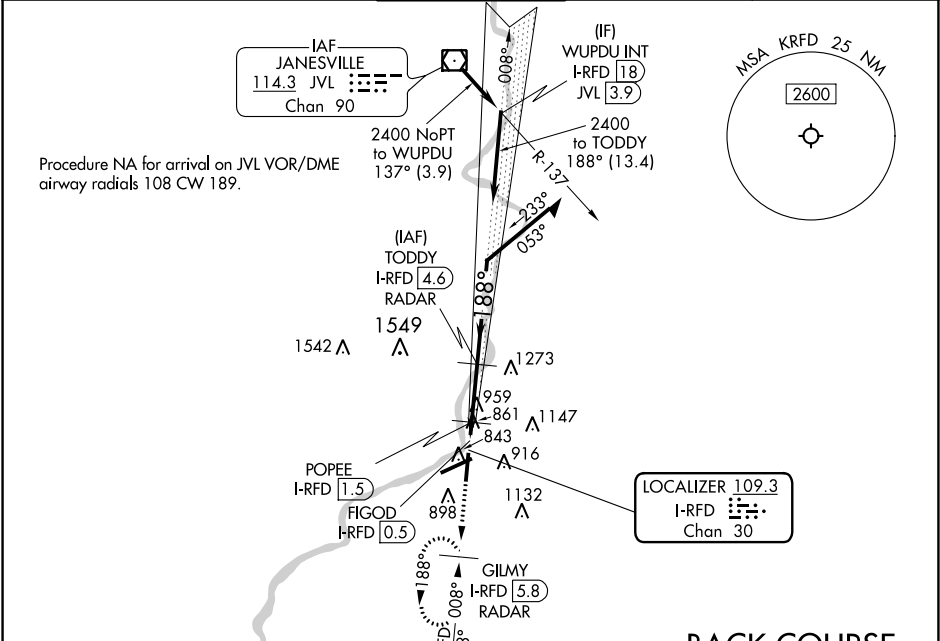 IAF
JANESVILLE
114.3 JVL
Chan 90
(IF)
WUPDU INT
I-RFD 18
JVL 3.9
MSA KRFD 25 NM
2600
008°
2400 NoPT
to WUPDU
137° (3.9)
2400
to TODDY
188° (13.4)
R-137
Procedure NA for arrival on JVL VOR/DME
airway radials 108 CW 189.
233°
053°
(IAF)
TODDY
I-RFD 4.6
RADAR
188°
1549
1542
1273
959
861
1147
843
916
POPEE
I-RFD 1.5
FIGOD
I-RFD 0.5
898
1132
LOCALIZER 109.3
I-RFD
Chan 30
188°
008°
GILMY
I-RFD 5.8
RADAR
BACK COURSE